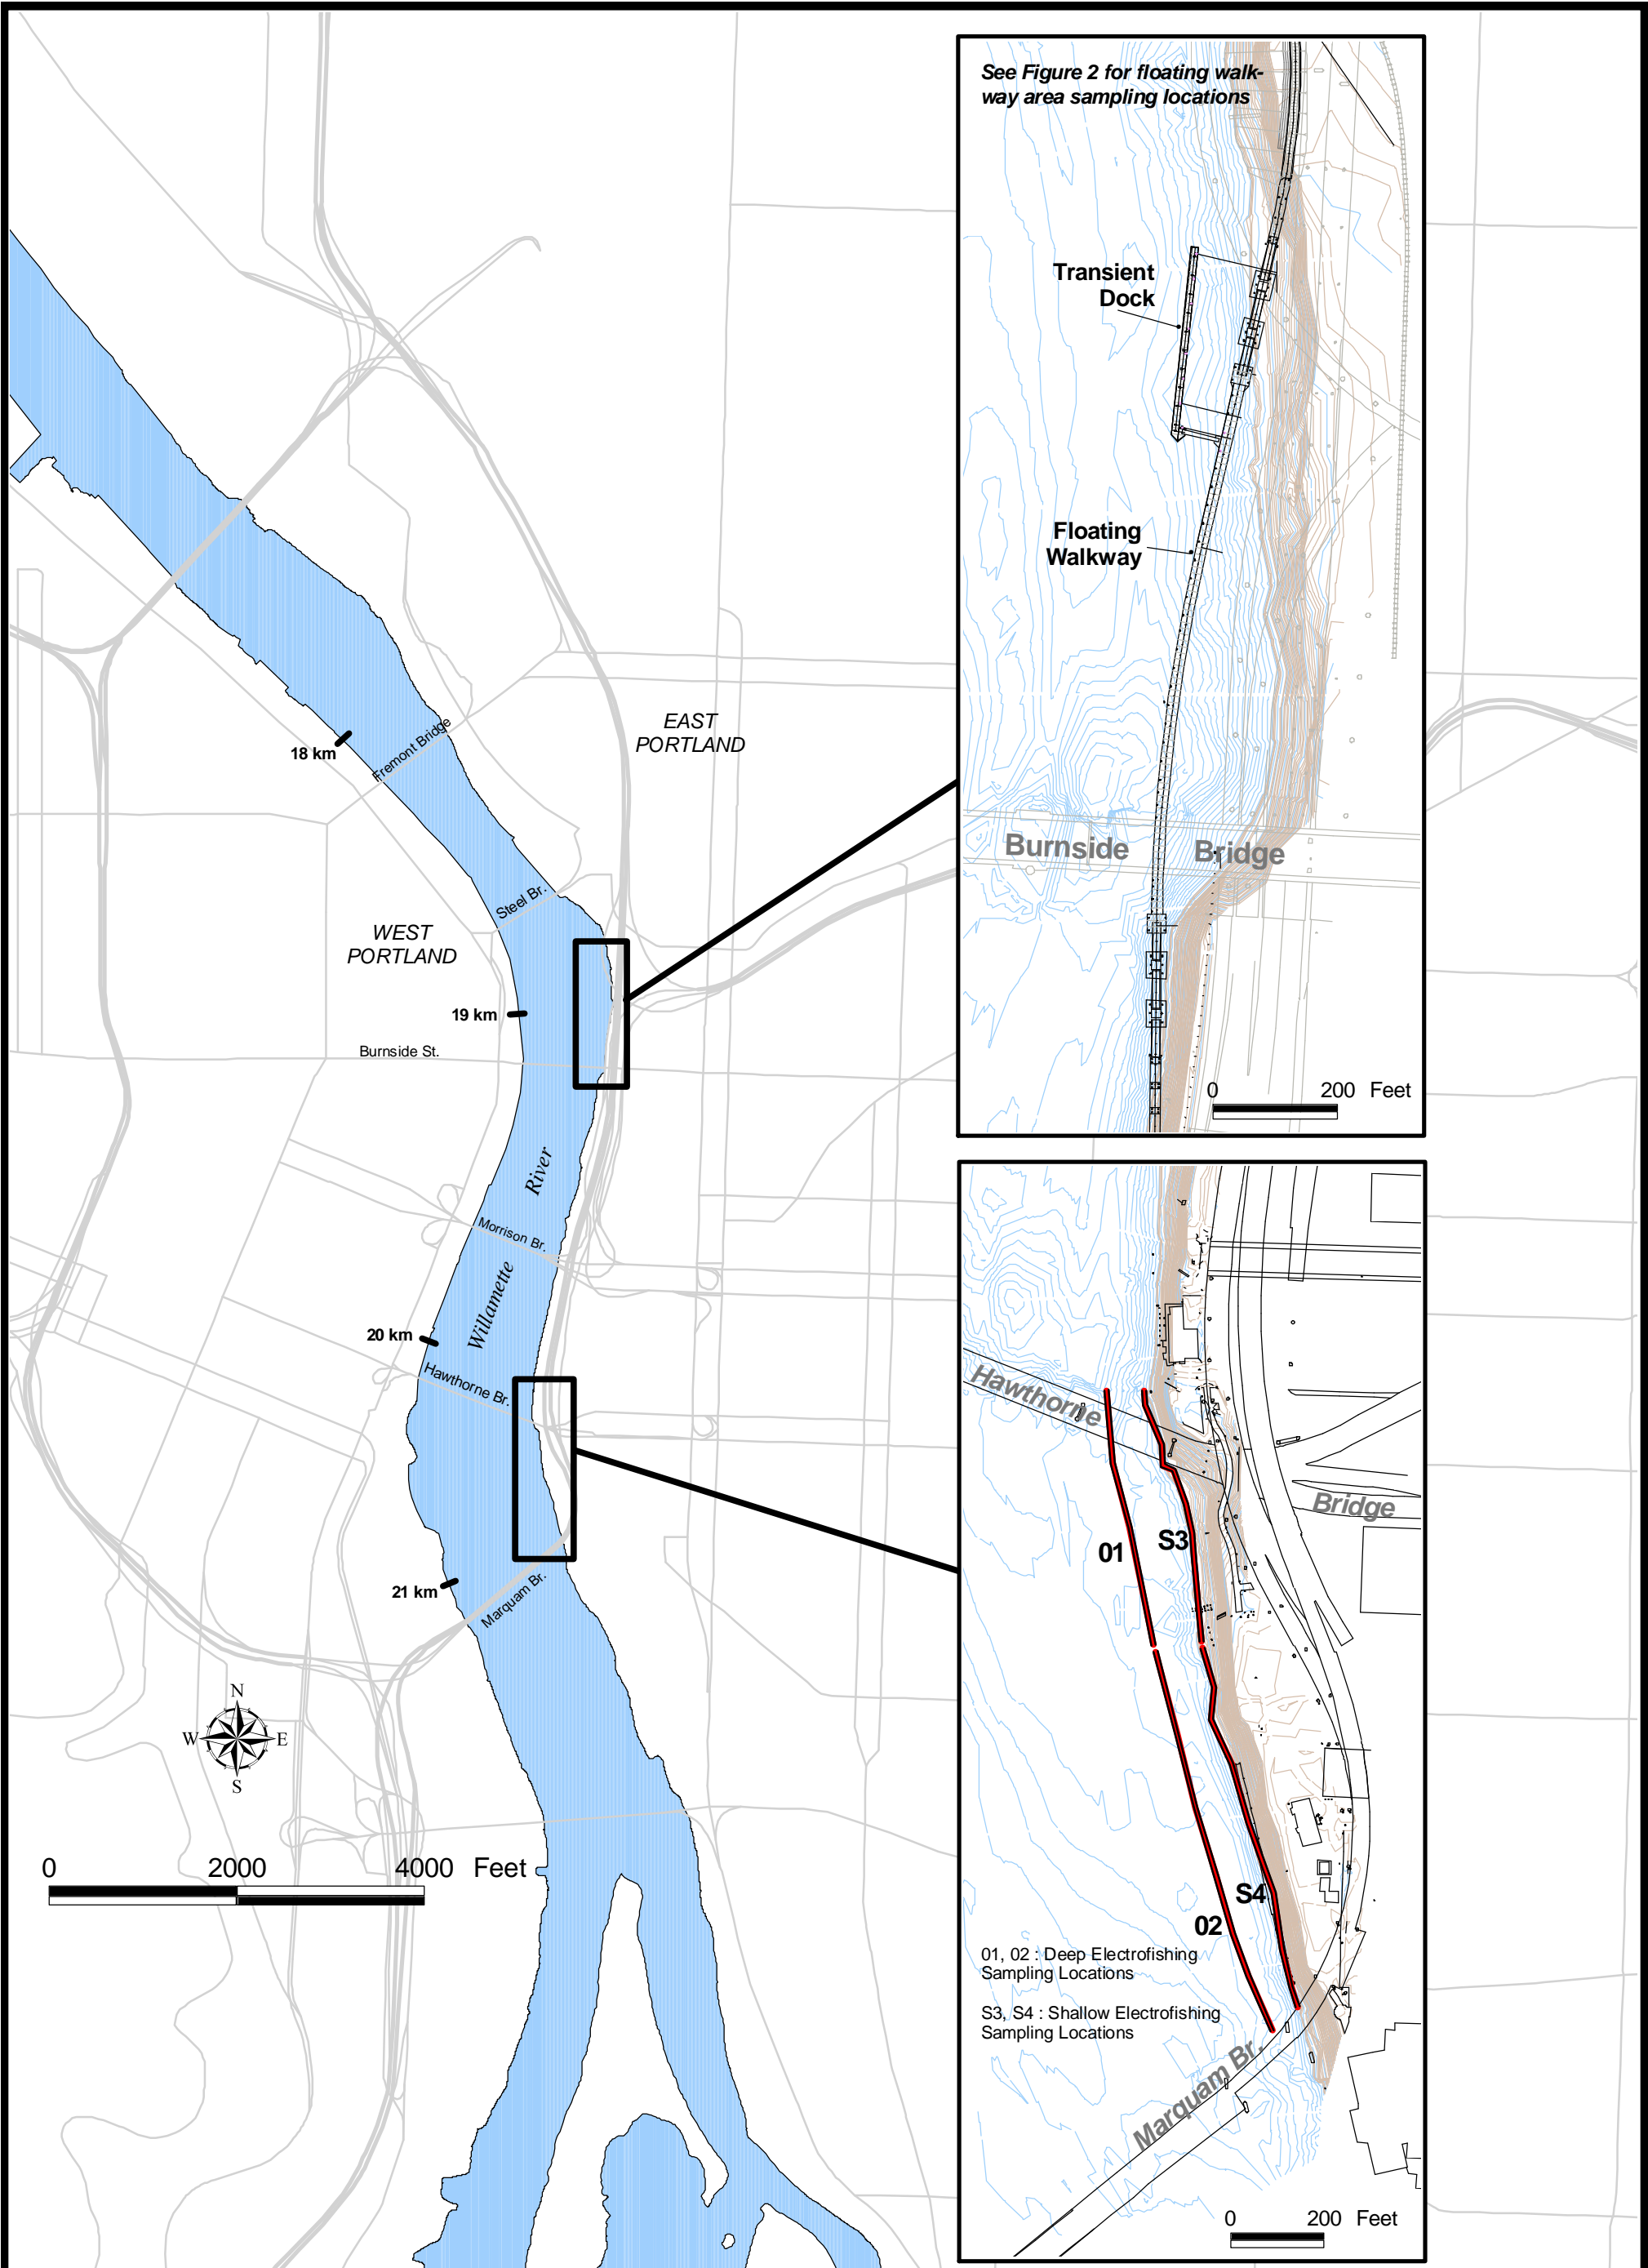 See Figure 2 for floating walk-
way area sampling locations
Transient
Dock
Floating
Walkway
Burnside Bridge
0 200 Feet
EAST
PORTLAND
18 km
Fremont Bridge
Steel Br.
WEST
PORTLAND
19 km
Burnside St.
River
Morrison Br.
Willamette
20 km
Hawthorne Br.
21 km
Marquam Br.
N
W E
S
0 2000 4000 Feet
Hawthorne
Bridge
01
S3
S4
02
01, 02 : Deep Electrofishing
Sampling Locations
S3, S4 : Shallow Electrofishing
Sampling Locations
Marquam Br.
0 200 Feet